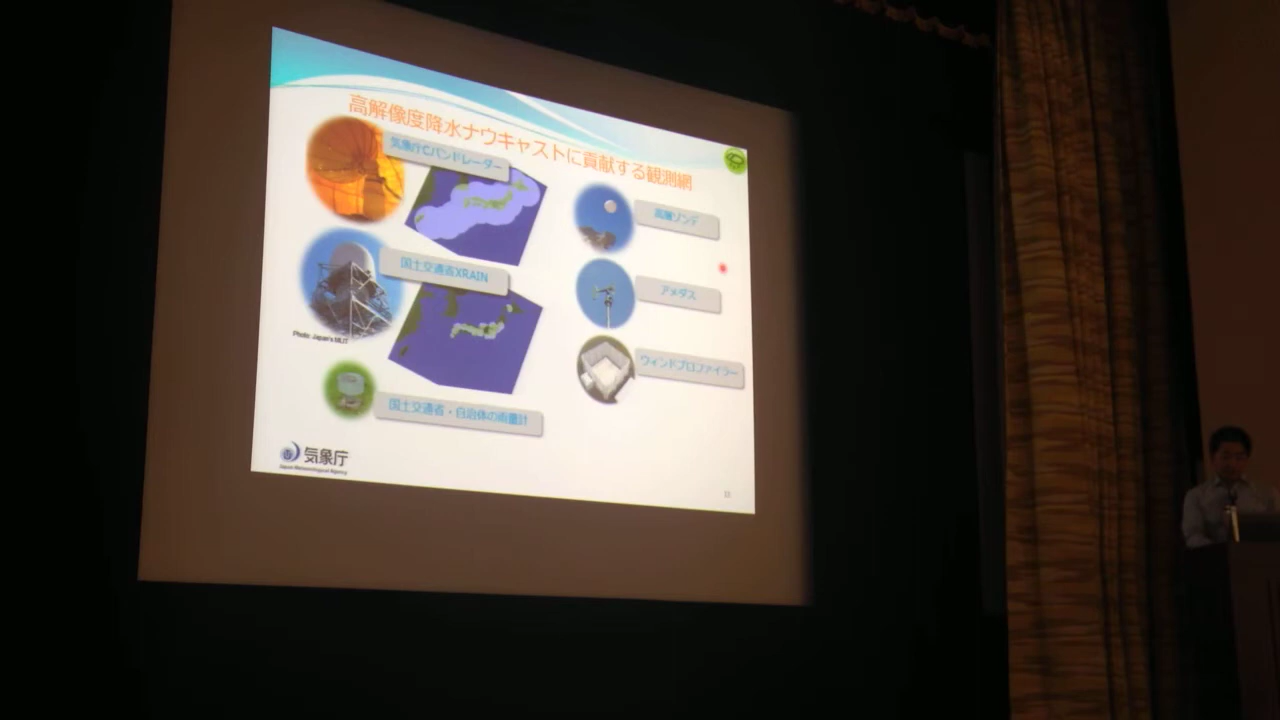 高解像度降水ナウキャストに貢献する観測網
気象庁Cバンドレーダー
国土交通省XRAIN
Photo: Japan's MLIT
国土交通省・自治体の雨量計
高層ゾンデ
アメダス
ウィンドプロファイラー
気象庁
Japan Meteorological Agency